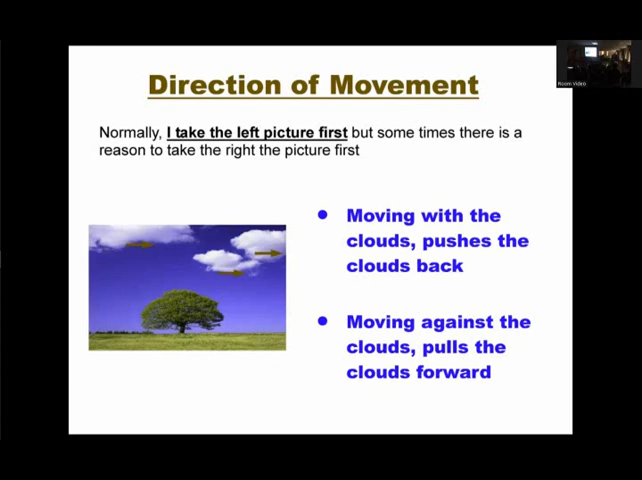 Direction of Movement
Normally, I take the left picture first but some times there is a
reason to take the right the picture first
• Moving with the
clouds, pushes the
clouds back
• Moving against the
clouds, pulls the
clouds forward
Room Video